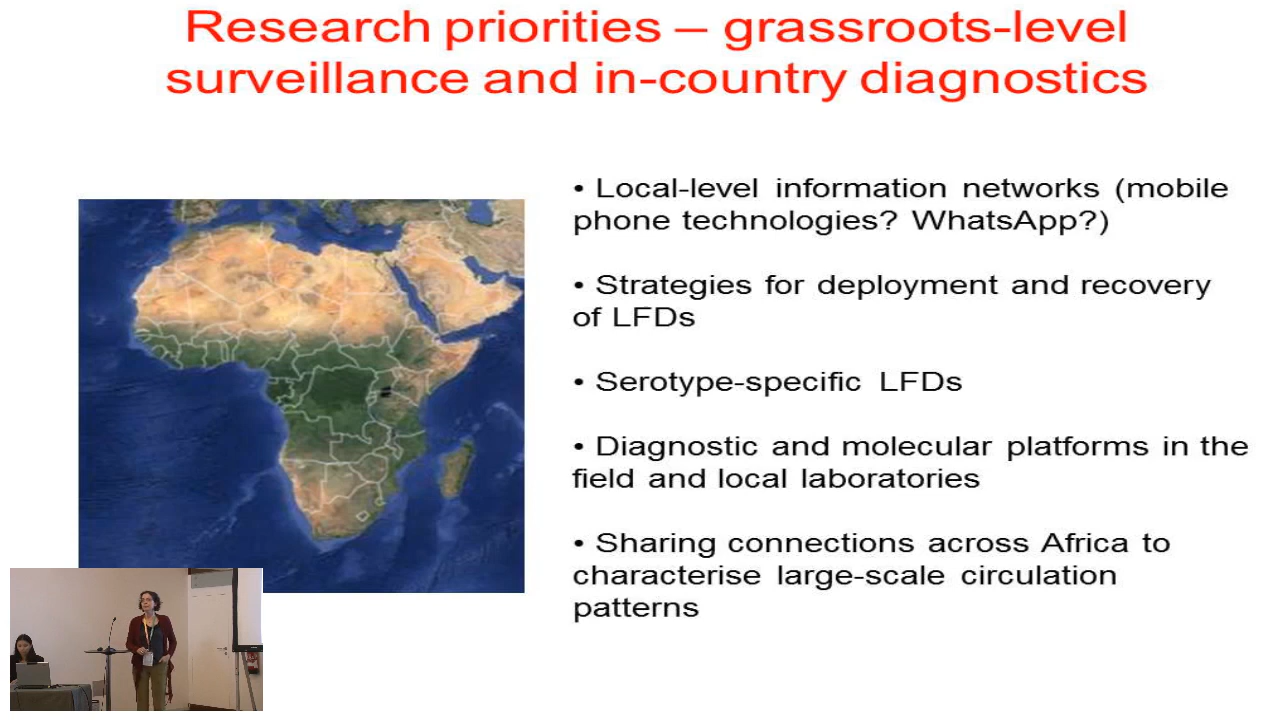 Research priorities – grassroots-level
surveillance and in-country diagnostics
• Local-level information networks (mobile
phone technologies? WhatsApp?)
• Strategies for deployment and recovery
of LFDs
• Serotype-specific LFDs
• Diagnostic and molecular platforms in the
field and local laboratories
• Sharing connections across Africa to
characterise large-scale circulation
patterns